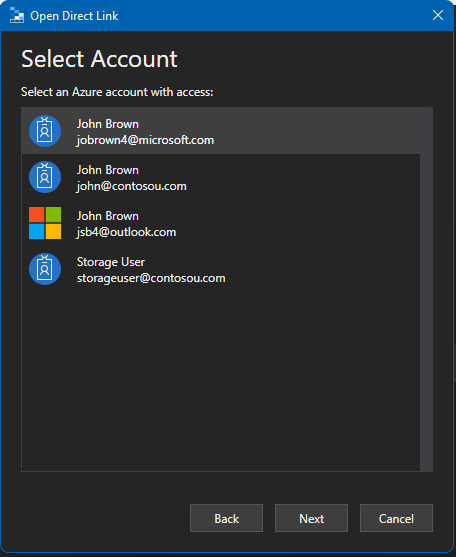 Open Direct Link
Select Account
Select an Azure account with access:
John Brown
jobrown4@microsoft.com
John Brown
john@contosou.com
John Brown
jsb4@outlook.com
Storage User
storageuser@contosou.com
Back
Next
Cancel